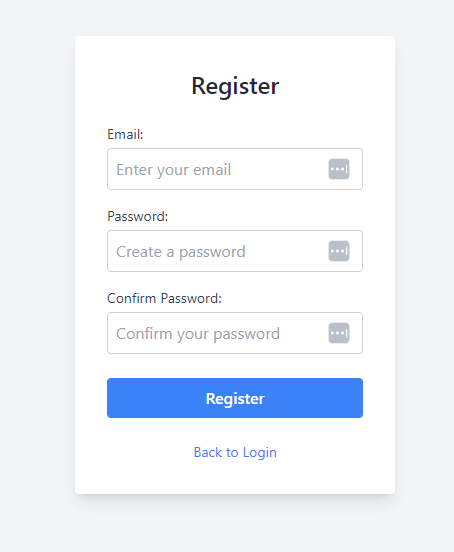 Register
Email:
Enter your email
Password:
Create a password
Confirm Password:
Confirm your password
Register
Back to Login